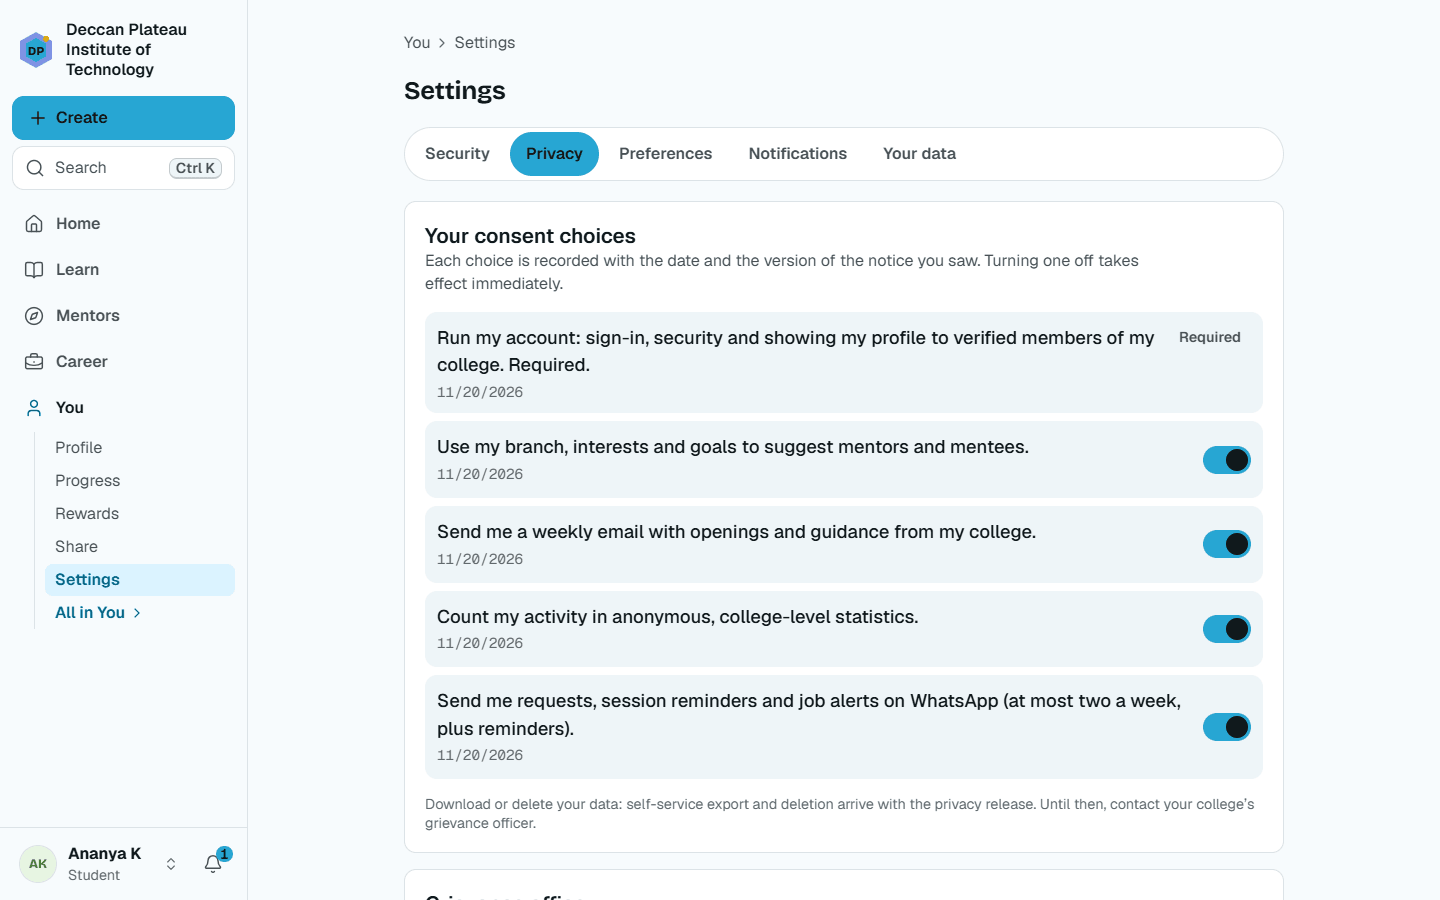 Deccan Plateau
Institute of
Technology
DP
Create
Search
Ctrl K
Home
Learn
Mentors
Career
You
Profile
Progress
Rewards
Share
Settings
All in You
AK
Ananya K
Student
1
You
Settings
Settings
Security
Privacy
Preferences
Notifications
Your data
Your consent choices
Each choice is recorded with the date and the version of the notice you saw. Turning one off takes
effect immediately.
Run my account: sign-in, security and showing my profile to verified members of my
college. Required.
Required
11/20/2026
Use my branch, interests and goals to suggest mentors and mentees.
11/20/2026
Send me a weekly email with openings and guidance from my college.
11/20/2026
Count my activity in anonymous, college-level statistics.
11/20/2026
Send me requests, session reminders and job alerts on WhatsApp (at most two a week,
plus reminders).
11/20/2026
Download or delete your data: self-service export and deletion arrive with the privacy release. Until then, contact your college’s
grievance officer.